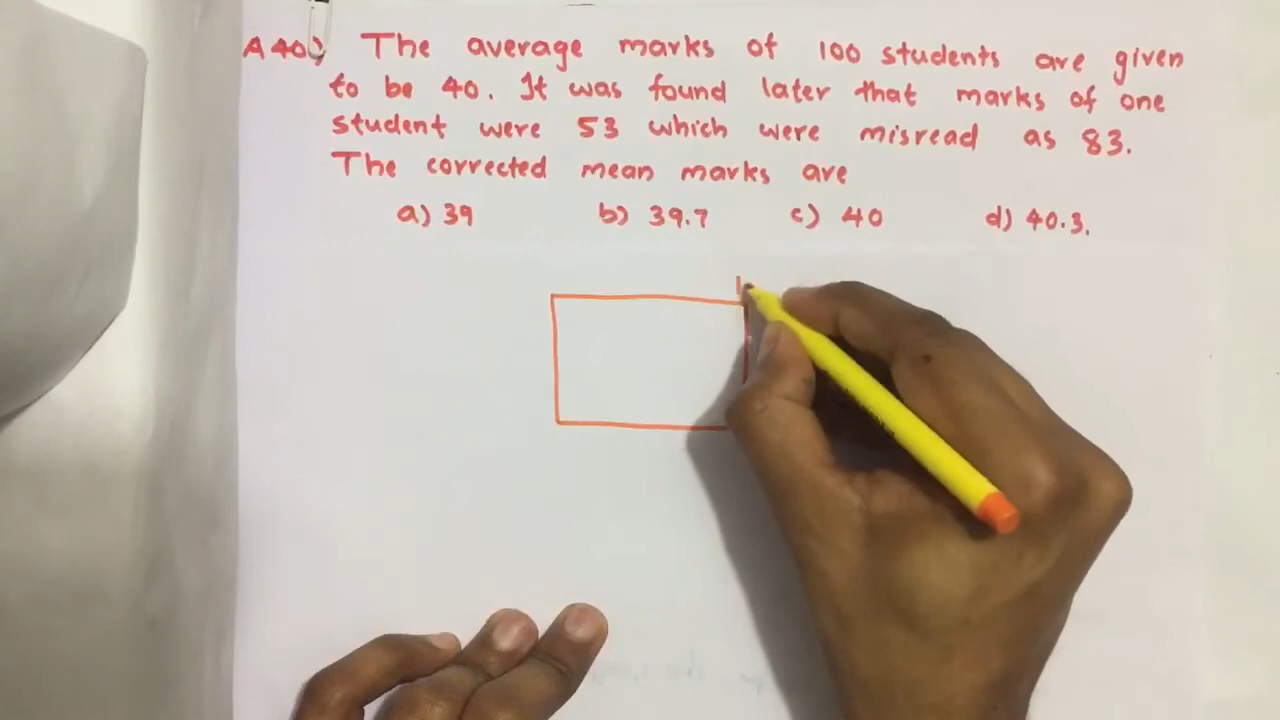 A40) The average marks of 100 students are given
to be 40. It was found later that marks of one
student were 53 which were misread as 83.
The corrected mean marks are
a) 39 b) 39.7 c) 40 d) 40.3.